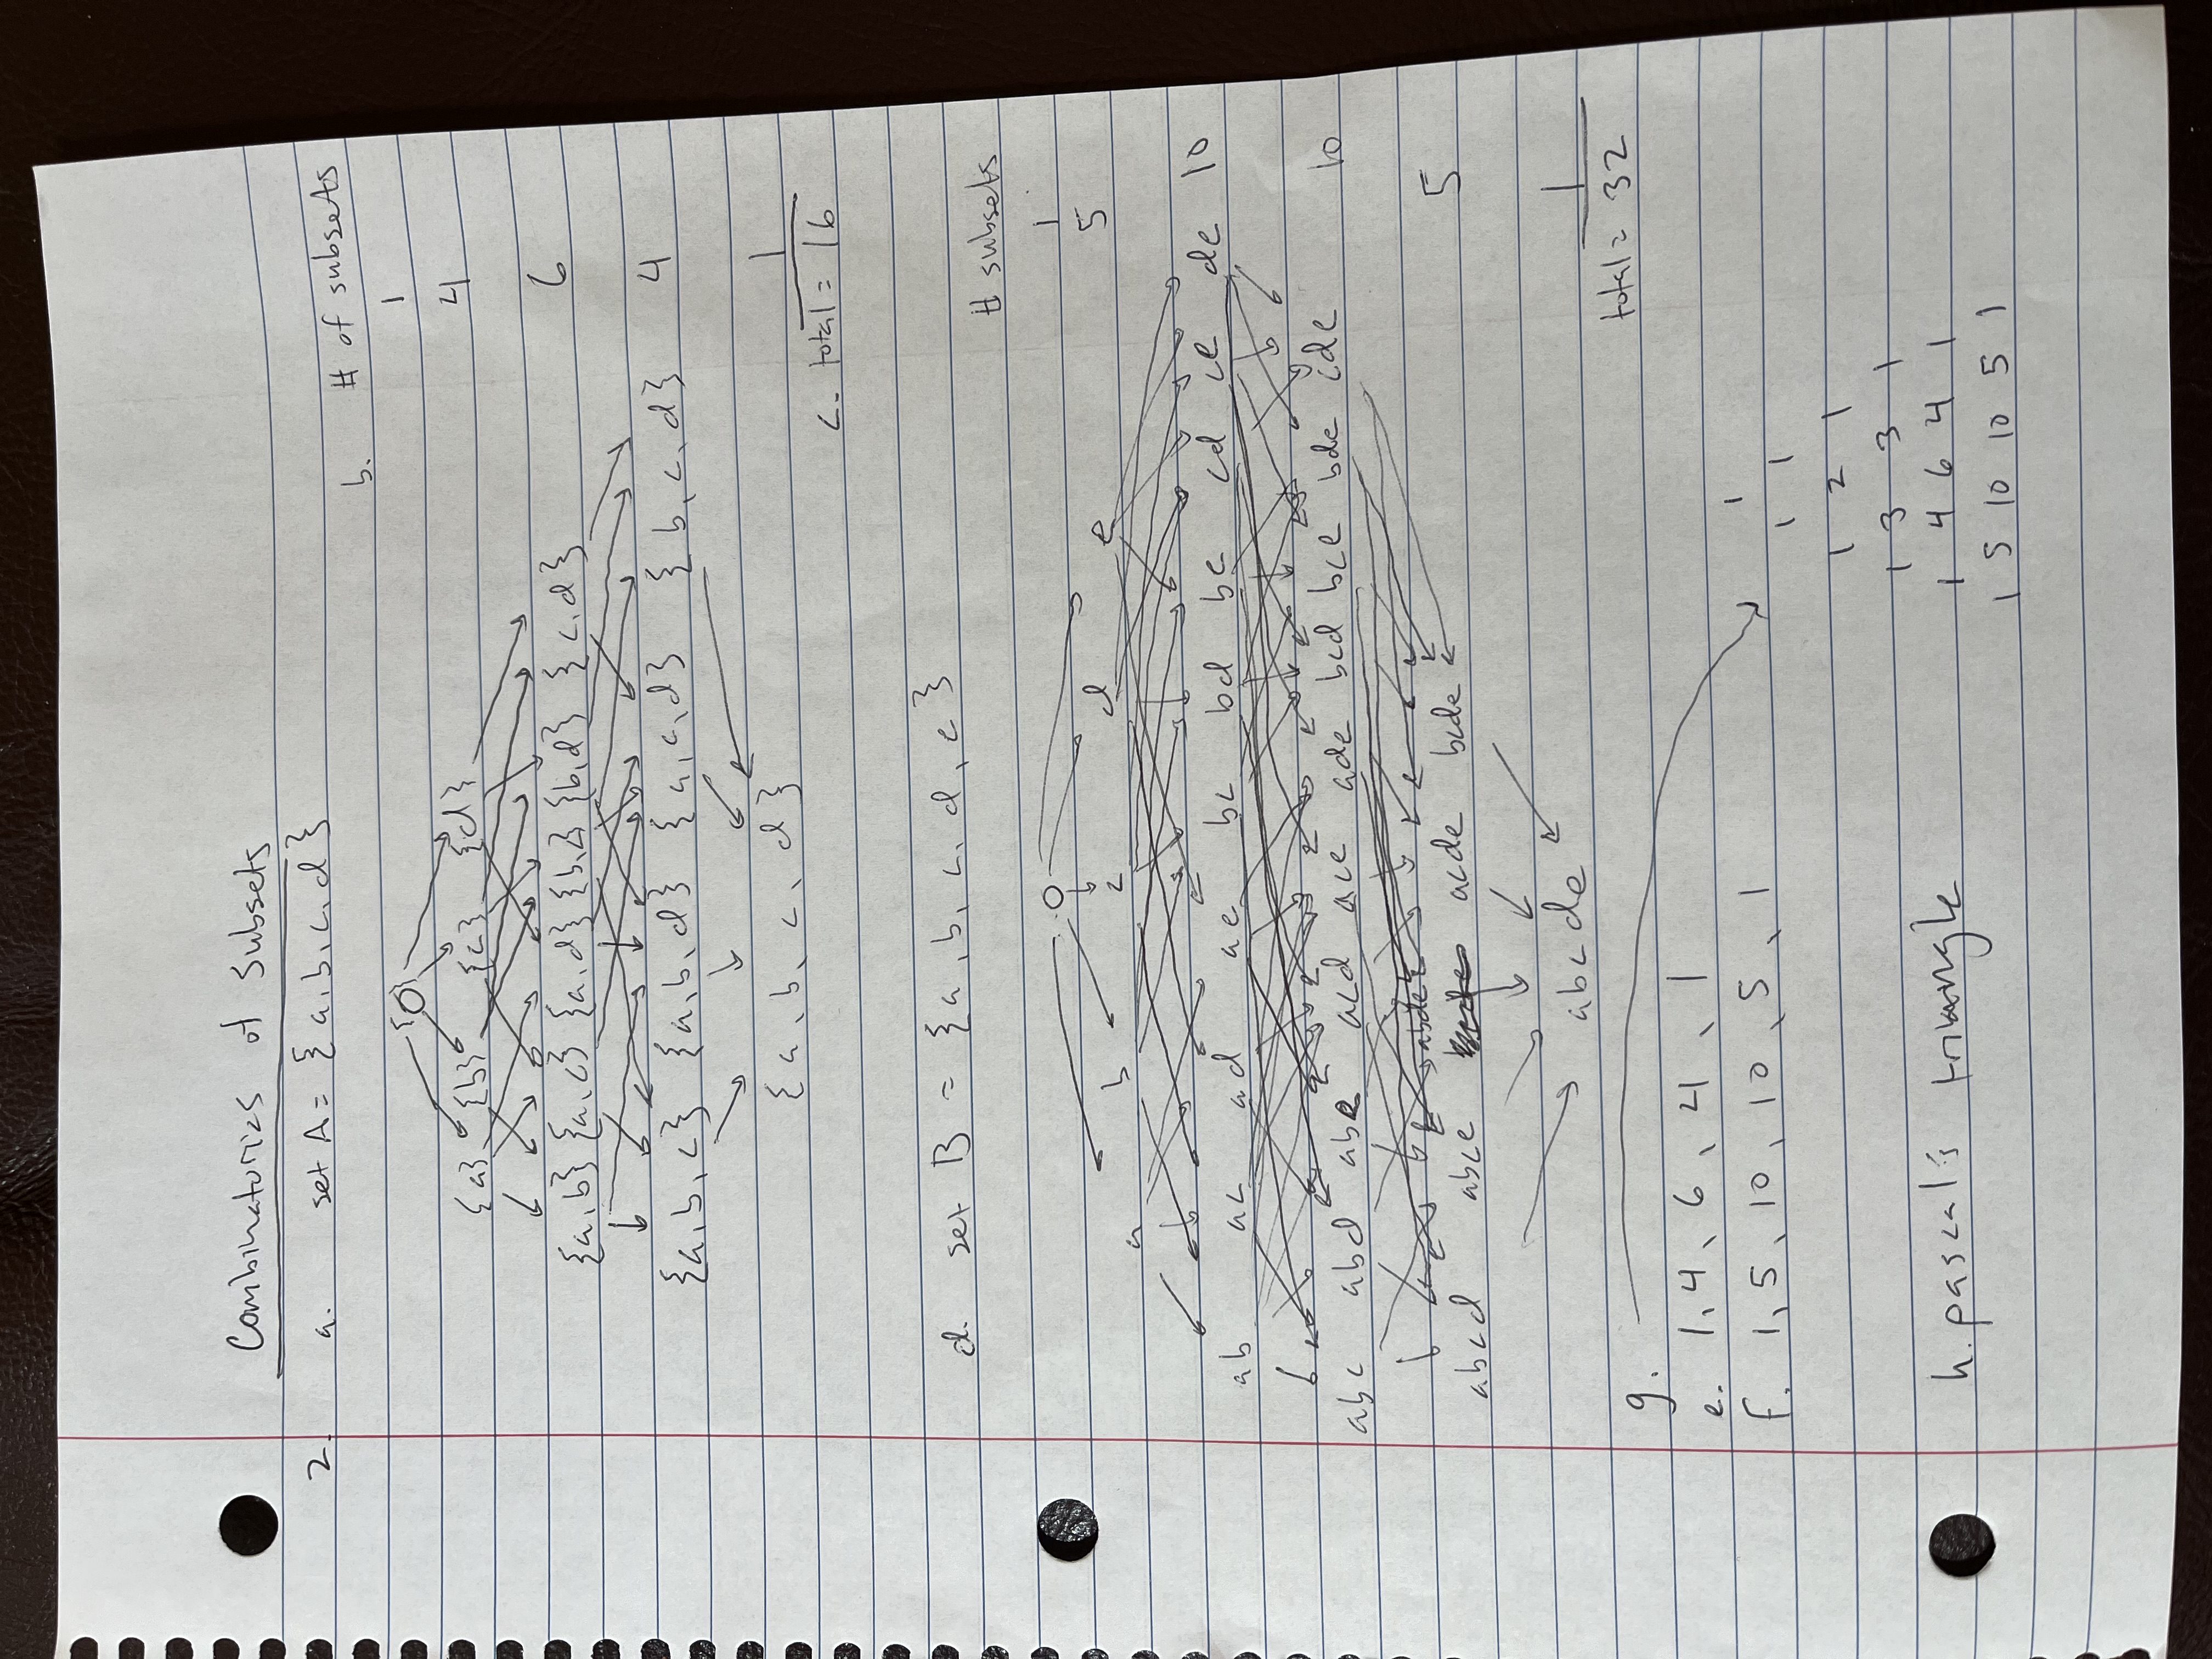 Combinatorics of Subsets
2. a. set A = { a, b, c, d }
b. # of subsets
{ O }
1
{a} {b} {c} {d}
4
{a, b} {a, c} {a, d} {b, c} {b, d} { c, d }
6
{a, b, c} {a, b, d} { a, c, d } { b, c, d }
4
{ a, b, c, d }
1
c. total = 16
d. set B = { a, b, c, d, e }
# subsets
O
1
a b c d e
5
ab ac ad ae bc bd be cd ce de
10
abc abd abe acd ace ade bcd bce bde cde
10
abcd abce abde acde bcde
5
abcde
1
total = 32
g.
e. 1, 4, 6, 4, 1
f. 1, 5, 10, 10, 5, 1
1
1 1
1 2 1
1 3 3 1
h. pascal's triangle
1 4 6 4 1
1 5 10 10 5 1